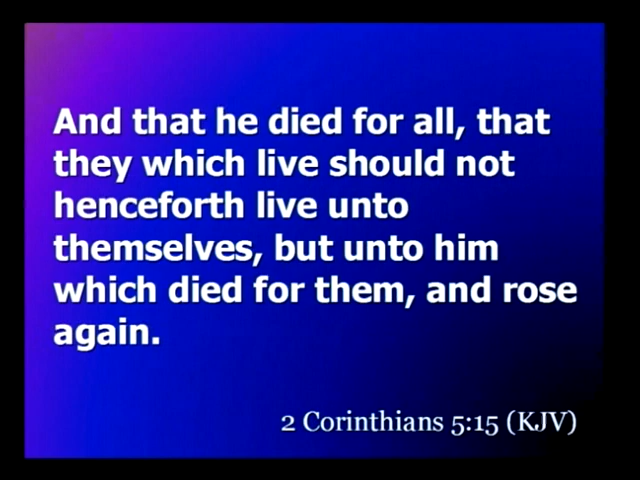 And that he died for all, that
they which live should not
henceforth live unto
themselves, but unto him
which died for them, and rose
again.
2 Corinthians 5:15 (KJV)